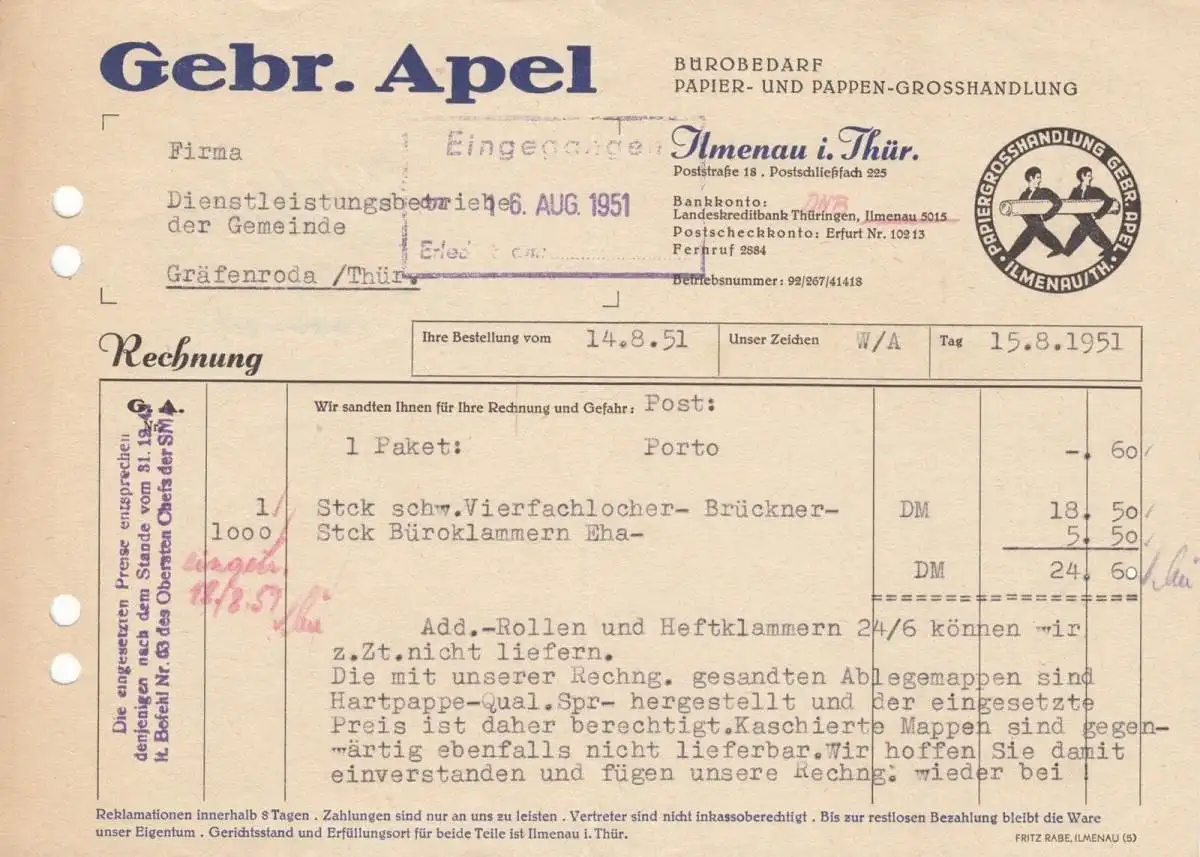 Gebr. Apel
BÜROBEDARF
PAPIER- UND PAPPEN-GROSSHANDLUNG
Ilmenau i. Thür.
Poststraße 18 . Postschließfach 225
Bankkonto: DNB
Landeskreditbank Thüringen, Ilmenau 5015
Postscheckkonto: Erfurt Nr. 10213
Fernruf 2884
Betriebsnummer: 92/267/41418
PAPIERGROSSHANDLUNG GEBR. APEL
· ILMENAU/TH. ·
Firma
Dienstleistungsbetriebe
der Gemeinde
Gräfenroda /Thür.
Eingegangen
16. AUG. 1951
Rechnung
Ihre Bestellung vom 14.8.51 Unser Zeichen W/A Tag 15.8.1951
G. A.
Nr.
Wir sandten Ihnen für Ihre Rechnung und Gefahr: Post:
1 Paket: Porto -. 60
1 Stck schw.Vierfachlocher- Brückner- DM 18. 50
1000 Stck Büroklammern Eha- 5. 50
DM 24. 60
18/8.51
Add.-Rollen und Heftklammern 24/6 können wir
z.Zt.nicht liefern.
Die mit unserer Rechng. gesandten Ablegemappen sind
Hartpappe-Qual.Spr- hergestellt und der eingesetzte
Preis ist daher berechtigt.Kaschierte Mappen sind gegen-
wärtig ebenfalls nicht lieferbar.Wir hoffen Sie damit
einverstanden und fügen unsere Rechng. wieder bei !
Die eingesetzten Preise entsprechen
denjenigen nach dem Stande vom 31. 19
lt. Befehl Nr. 63 des Obersten Chefs der SMA
Reklamationen innerhalb 8 Tagen . Zahlungen sind nur an uns zu leisten . Vertreter sind nicht inkassoberechtigt . Bis zur restlosen Bezahlung bleibt die Ware
unser Eigentum . Gerichtsstand und Erfüllungsort für beide Teile ist Ilmenau i. Thür.
FRITZ RABE, ILMENAU (5)